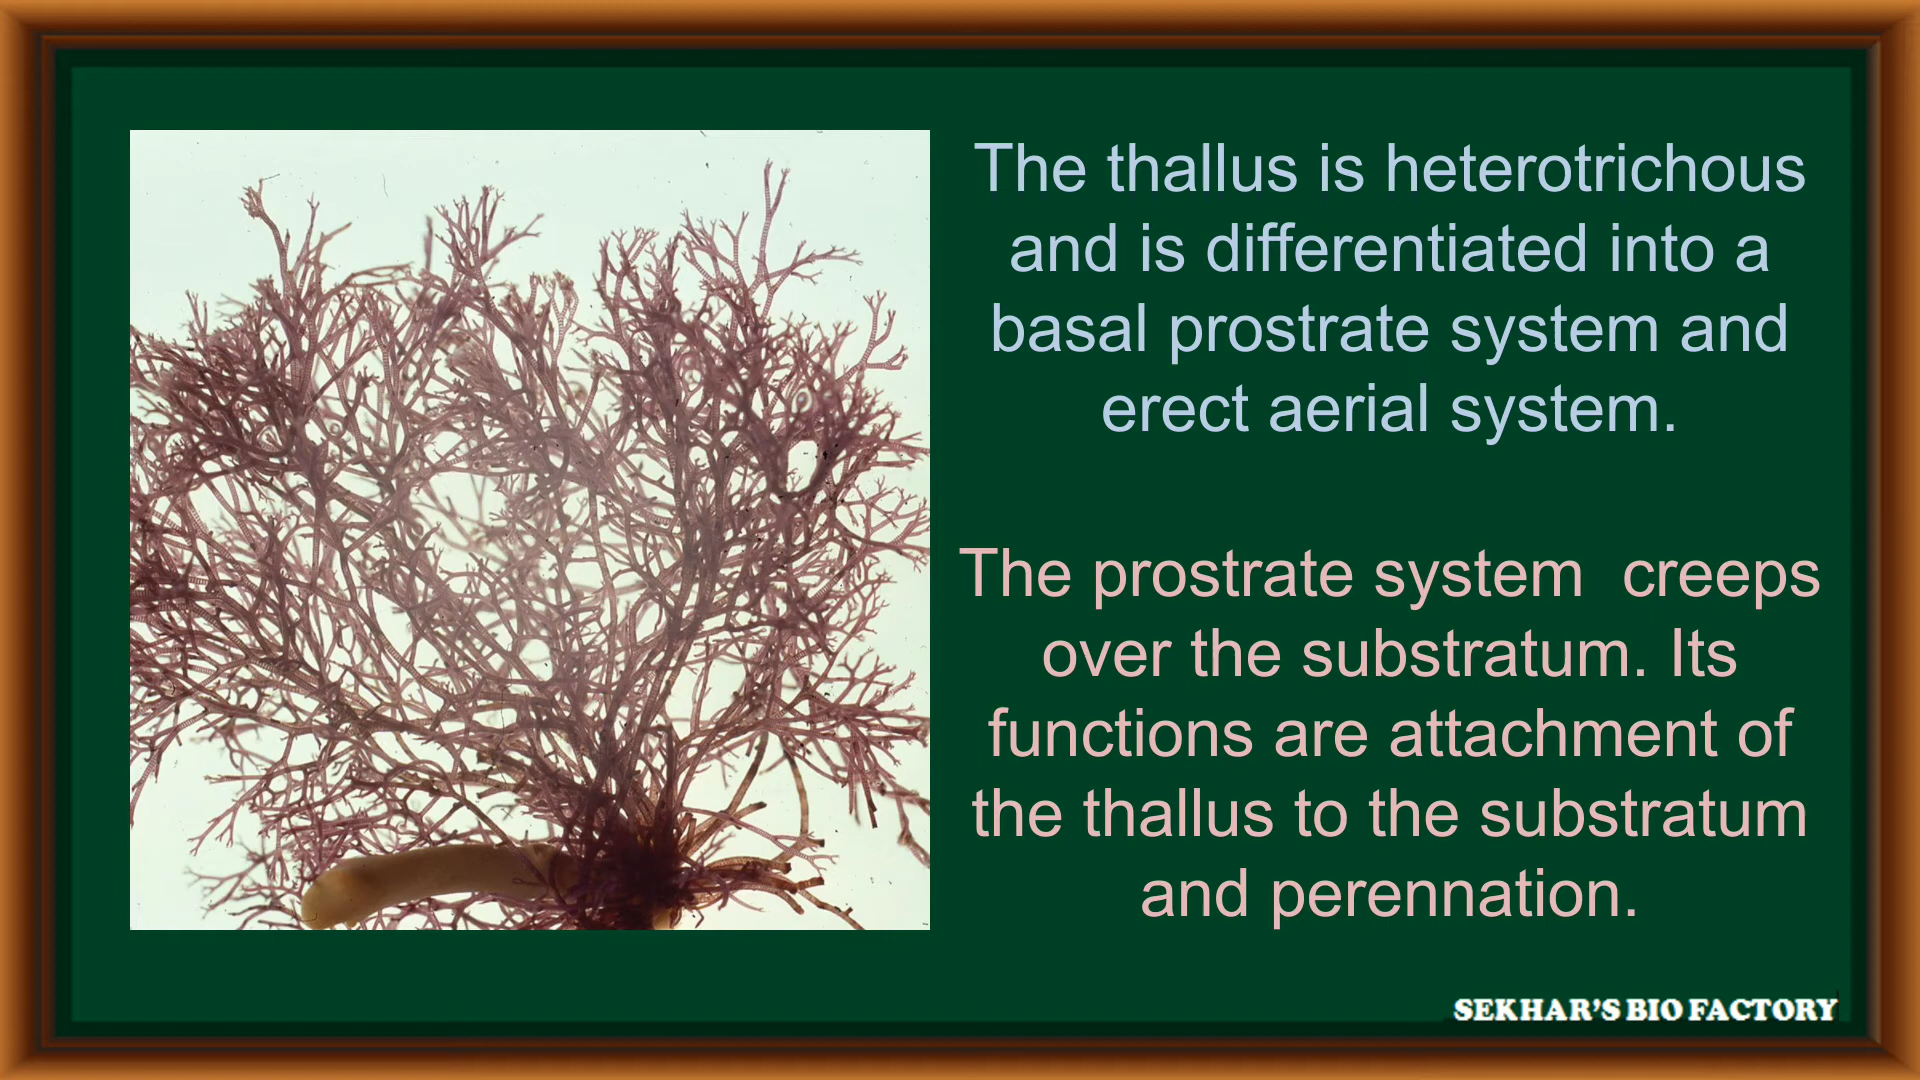 The thallus is heterotrichous
and is differentiated into a
basal prostrate system and
erect aerial system.
The prostrate system  creeps
over the substratum. Its
functions are attachment of
the thallus to the substratum
and perennation.
SEKHAR'S BIO FACTORY